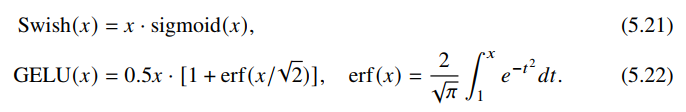 Swish(x) = x · sigmoid(x), (5.21)
GELU(x) = 0.5x · [1 + erf(x/√2)], erf(x) = 2/√π ∫₁ˣ e^{-t²} dt. (5.22)